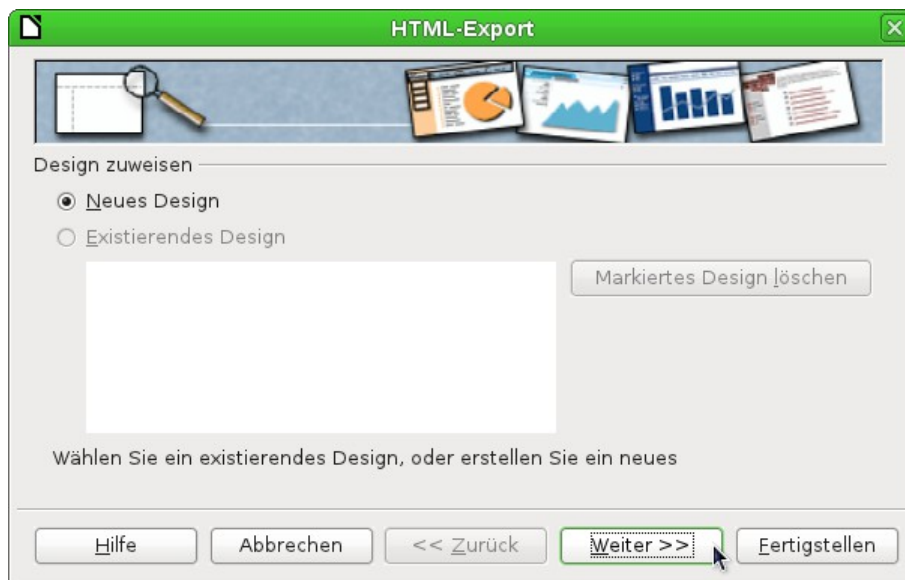 HTML-Export
Design zuweisen
Neues Design
Existierendes Design
Markiertes Design löschen
Wählen Sie ein existierendes Design, oder erstellen Sie ein neues
Hilfe Abbrechen << Zurück Weiter >> Fertigstellen